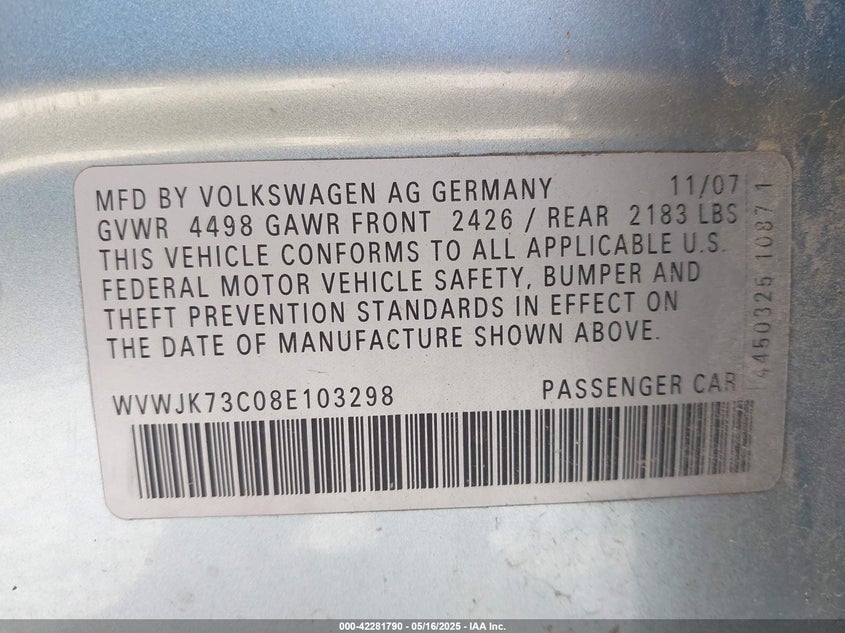 MFD BY VOLKSWAGEN AG GERMANY 11/07
GVWR 4498 GAWR FRONT 2426 / REAR 2183 LBS
THIS VEHICLE CONFORMS TO ALL APPLICABLE U.S.
FEDERAL MOTOR VEHICLE SAFETY, BUMPER AND
THEFT PREVENTION STANDARDS IN EFFECT ON
THE DATE OF MANUFACTURE SHOWN ABOVE.
WVWJK73C08E103298 PASSENGER CAR
4450325 10871
000-42281790 - 05/16/2025 - IAA Inc.